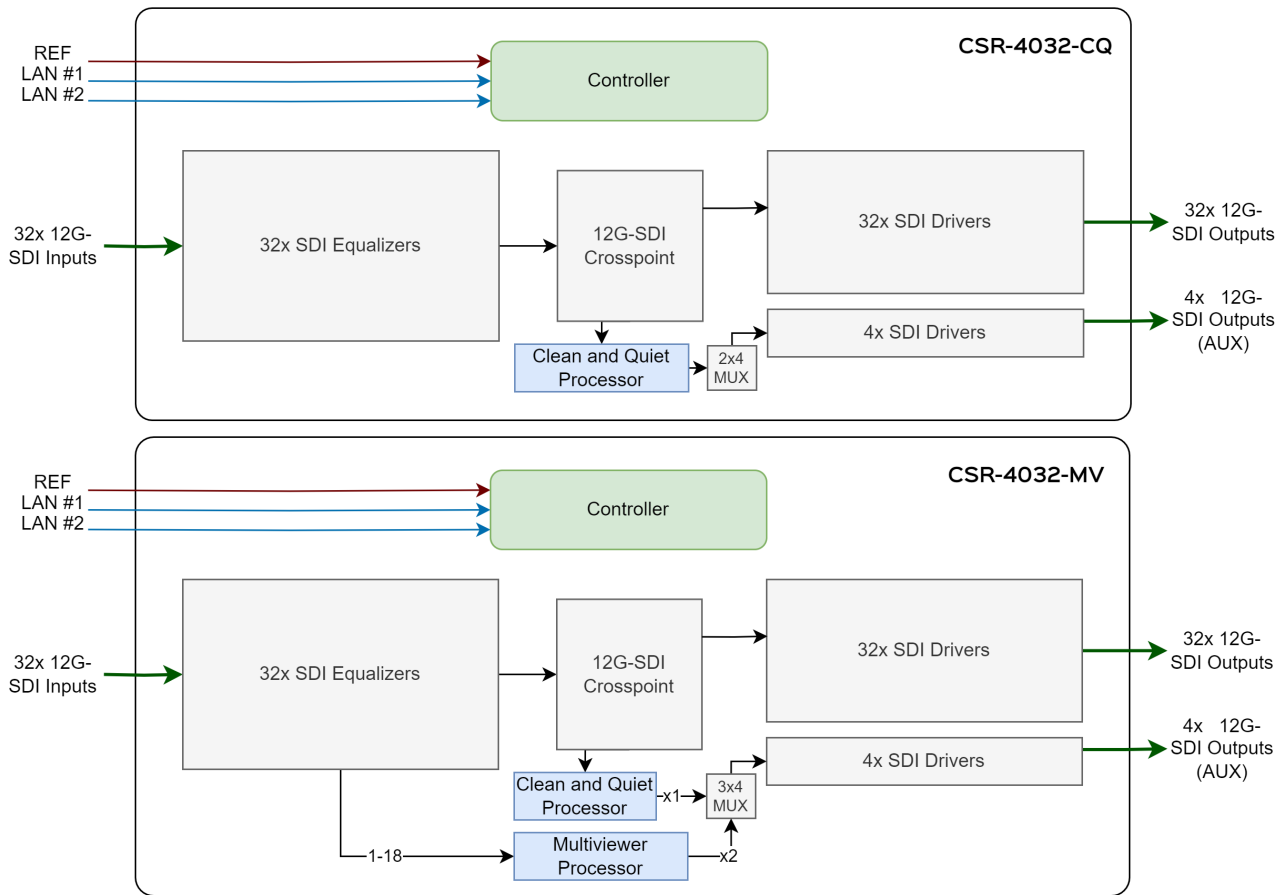 CSR-4032-CQ
REF
LAN #1
LAN #2
Controller
32x 12G-
SDI Inputs
32x SDI Equalizers
12G-SDI
Crosspoint
32x SDI Drivers
32x 12G-
SDI Outputs
4x 12G-
SDI Outputs
(AUX)
4x SDI Drivers
Clean and Quiet
Processor
2x4
MUX
CSR-4032-MV
REF
LAN #1
LAN #2
Controller
32x 12G-
SDI Inputs
32x SDI Equalizers
12G-SDI
Crosspoint
32x SDI Drivers
32x 12G-
SDI Outputs
4x 12G-
SDI Outputs
(AUX)
4x SDI Drivers
Clean and Quiet
Processor
x1
3x4
MUX
1-18
Multiviewer
Processor
x2